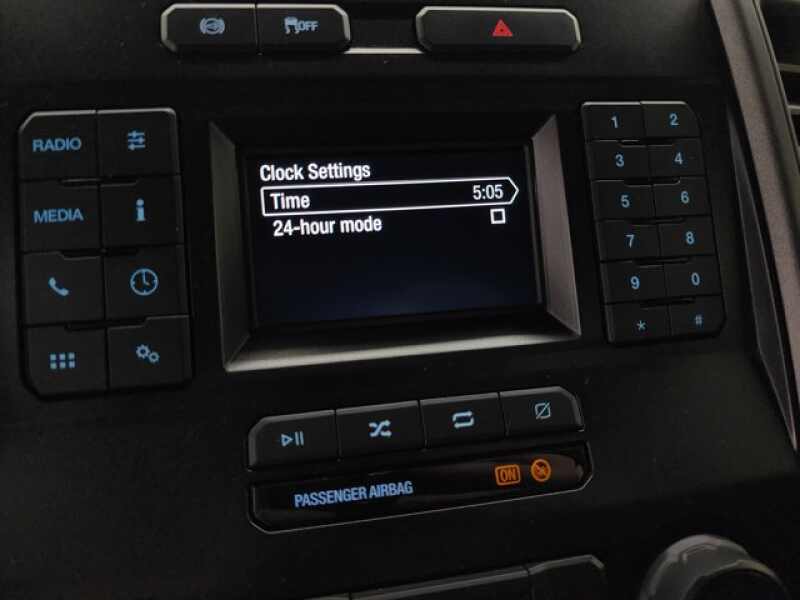 OFF
RADIO
MEDIA
Clock Settings
Time 5:05
24-hour mode
1 2
3 4
5 6
7 8
9 0
* #
PASSENGER AIRBAG ON